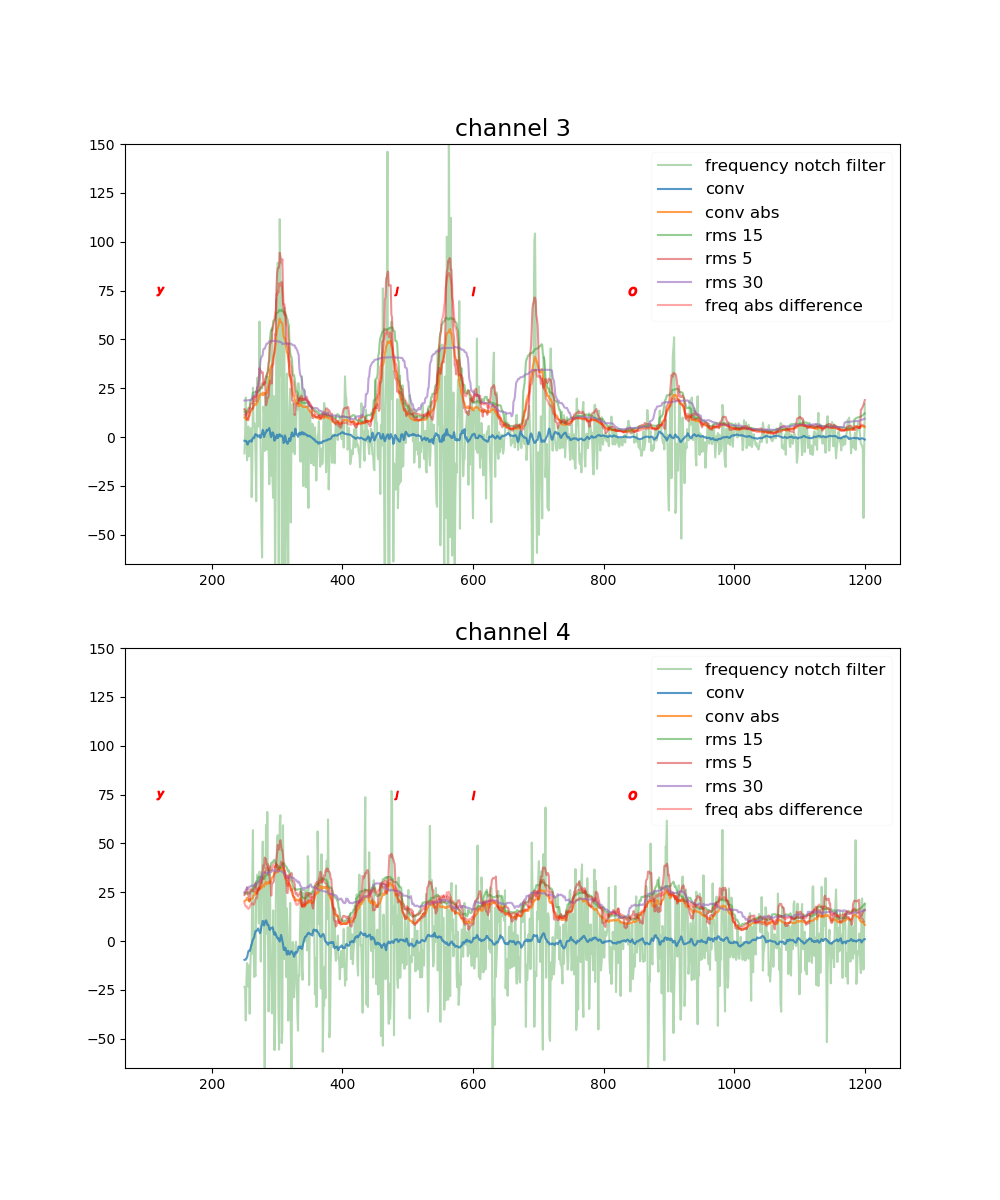 channel 3
150
125
100
75
50
25
0
−25
−50
200 400 600 800 1000 1200
frequency notch filter
conv
conv abs
rms 15
rms 5
rms 30
freq abs difference
y ı ı o
channel 4
150
125
100
75
50
25
0
−25
−50
200 400 600 800 1000 1200
frequency notch filter
conv
conv abs
rms 15
rms 5
rms 30
freq abs difference
y ı ı o